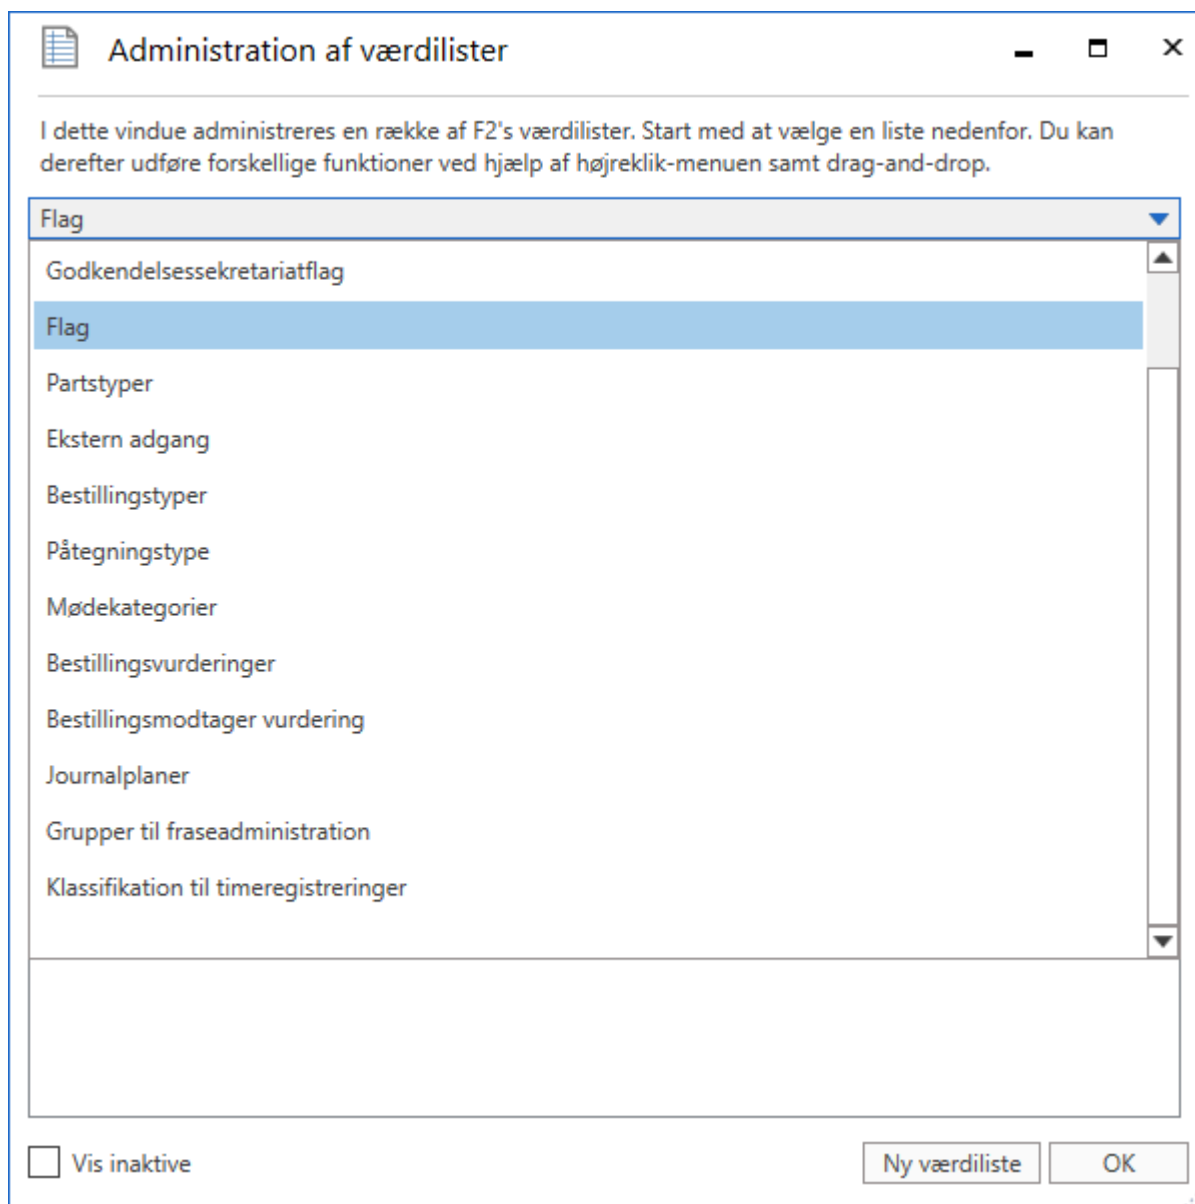 Administration af værdilister
I dette vindue administreres en række af F2's værdilister. Start med at vælge en liste nedenfor. Du kan
derefter udføre forskellige funktioner ved hjælp af højreklik-menuen samt drag-and-drop.
Flag
Godkendelsessekretariatflag
Flag
Partstyper
Ekstern adgang
Bestillingstyper
Påtegningstype
Mødekategorier
Bestillingsvurderinger
Bestillingsmodtager vurdering
Journalplaner
Grupper til fraseadministration
Klassifikation til timeregistreringer
Vis inaktive
Ny værdiliste
OK